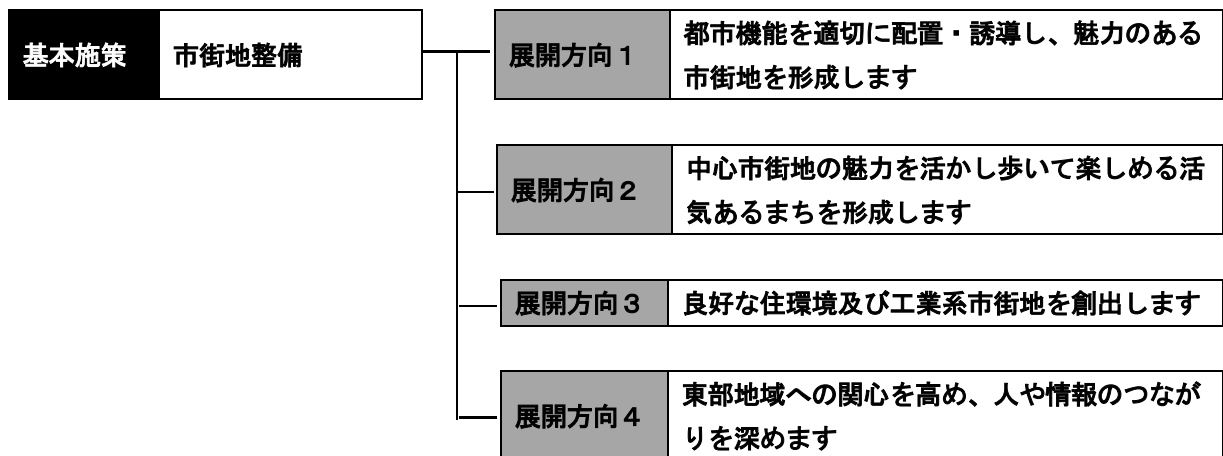 基本施策 市街地整備
展開方向1
都市機能を適切に配置・誘導し、魅力のある
市街地を形成します
展開方向2
中心市街地の魅力を活かし歩いて楽しめる活
気あるまちを形成します
展開方向3
良好な住環境及び工業系市街地を創出します
展開方向4
東部地域への関心を高め、人や情報のつなが
りを深めます